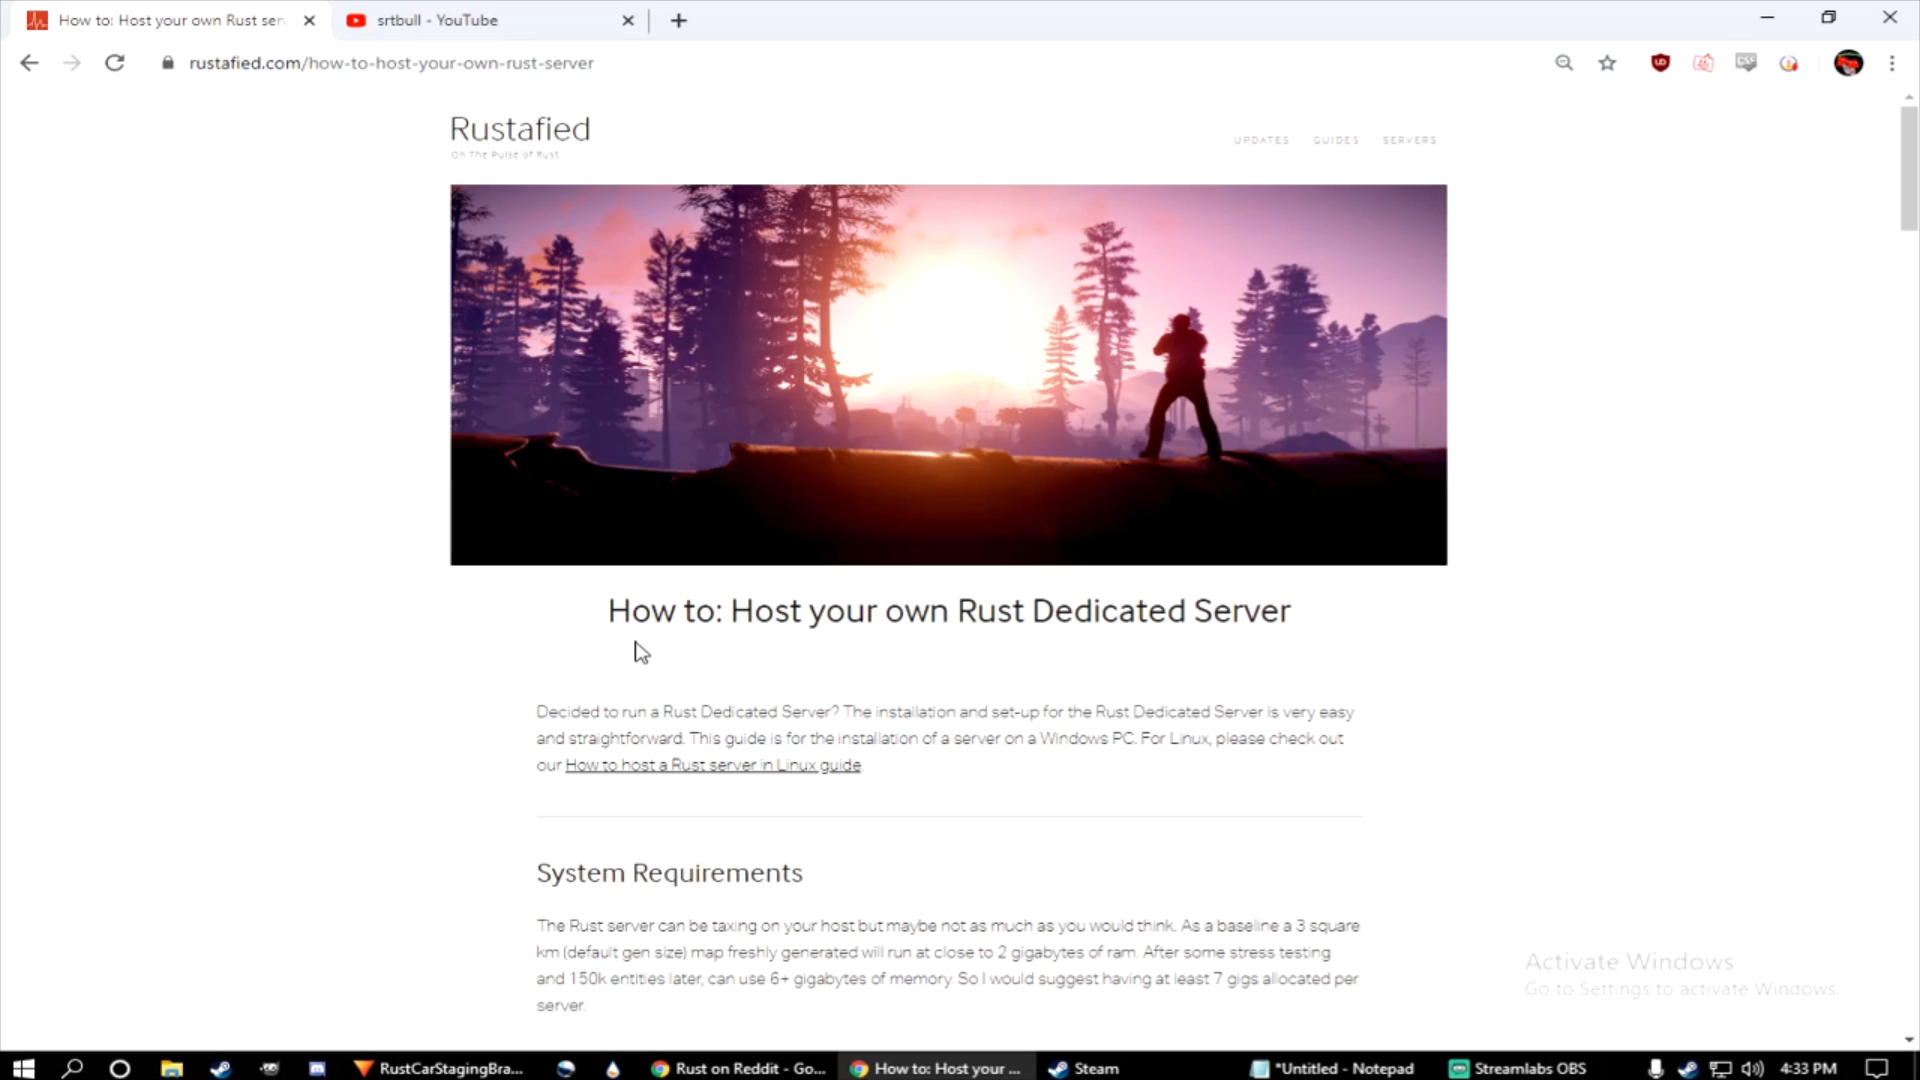 How to: Host your own Rust ser
srtbull - YouTube
rustafied.com/how-to-host-your-own-rust-server
Rustafied
On The Pulse of Rust
UPDATES GUIDES SERVERS
How to: Host your own Rust Dedicated Server
Decided to run a Rust Dedicated Server? The installation and set-up for the Rust Dedicated Server is very easy
and straightforward. This guide is for the installation of a server on a Windows PC. For Linux, please check out
our How to host a Rust server in Linux guide.
System Requirements
The Rust server can be taxing on your host but maybe not as much as you would think. As a baseline a 3 square
km (default gen size) map freshly generated will run at close to 2 gigabytes of ram. After some stress testing
and 150k entities later, can use 6+ gigabytes of memory. So I would suggest having at least 7 gigs allocated per
server.
Activate Windows
Go to Settings to activate Windows.
RustCarStagingBra... Rust on Reddit - Go... How to: Host your ... Steam *Untitled - Notepad Streamlabs OBS 4:33 PM